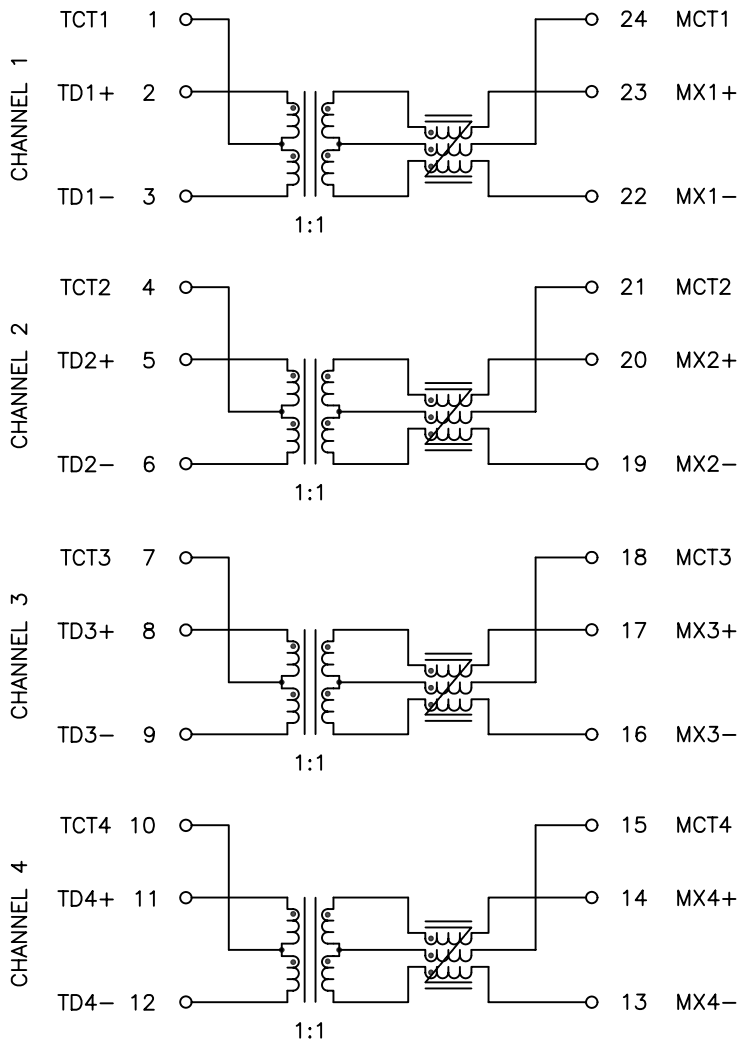 CHANNEL 1
TCT1 1 24 MCT1
TD1+ 2 23 MX1+
TD1− 3 22 MX1−
1:1
CHANNEL 2
TCT2 4 21 MCT2
TD2+ 5 20 MX2+
TD2− 6 19 MX2−
1:1
CHANNEL 3
TCT3 7 18 MCT3
TD3+ 8 17 MX3+
TD3− 9 16 MX3−
1:1
CHANNEL 4
TCT4 10 15 MCT4
TD4+ 11 14 MX4+
TD4− 12 13 MX4−
1:1